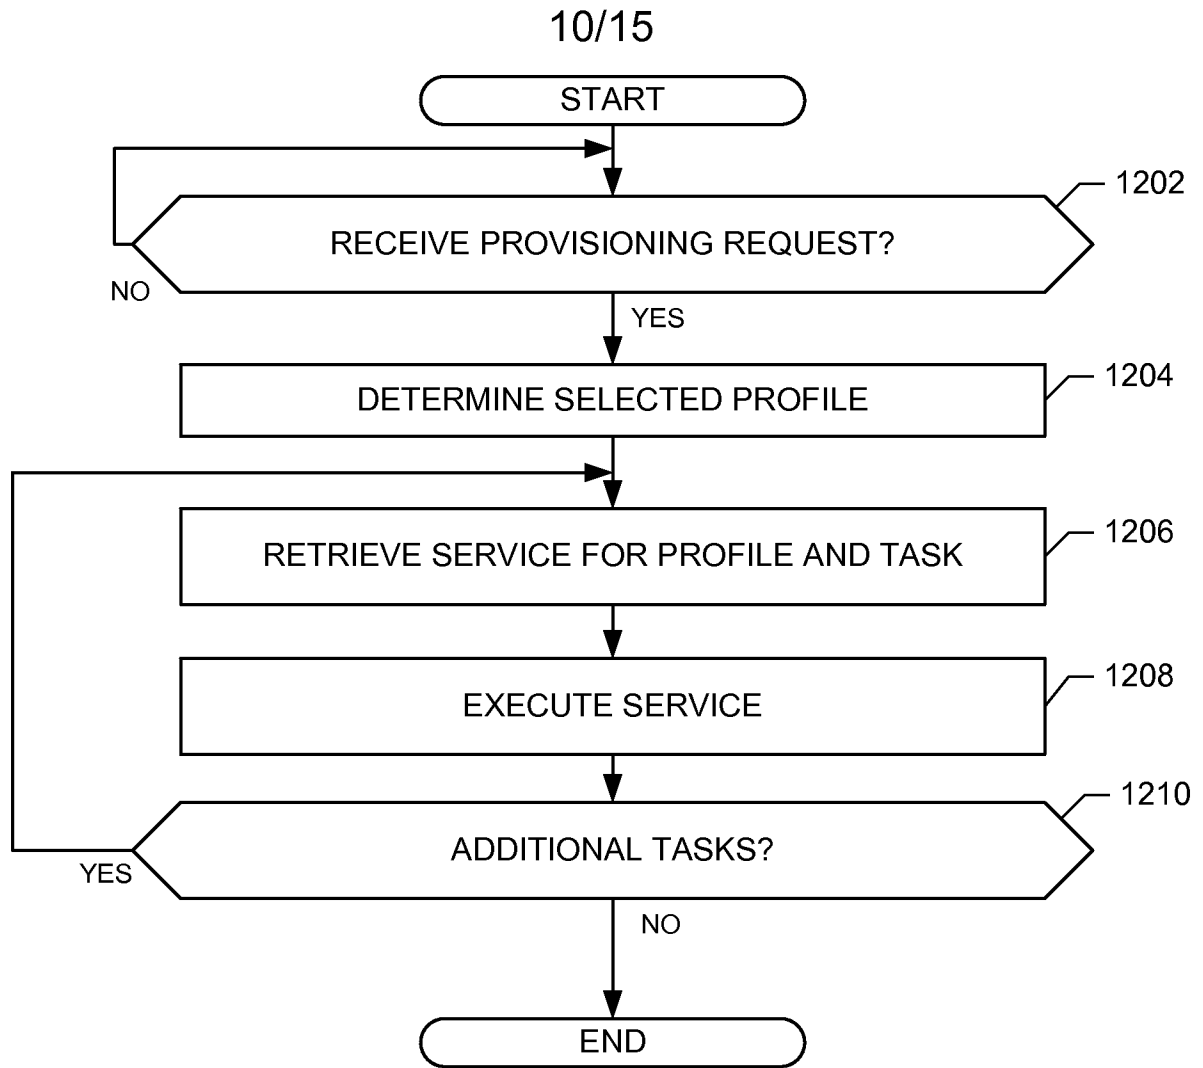 10/15
START
1202
RECEIVE PROVISIONING REQUEST?
NO
YES
1204
DETERMINE SELECTED PROFILE
1206
RETRIEVE SERVICE FOR PROFILE AND TASK
1208
EXECUTE SERVICE
1210
ADDITIONAL TASKS?
YES
NO
END